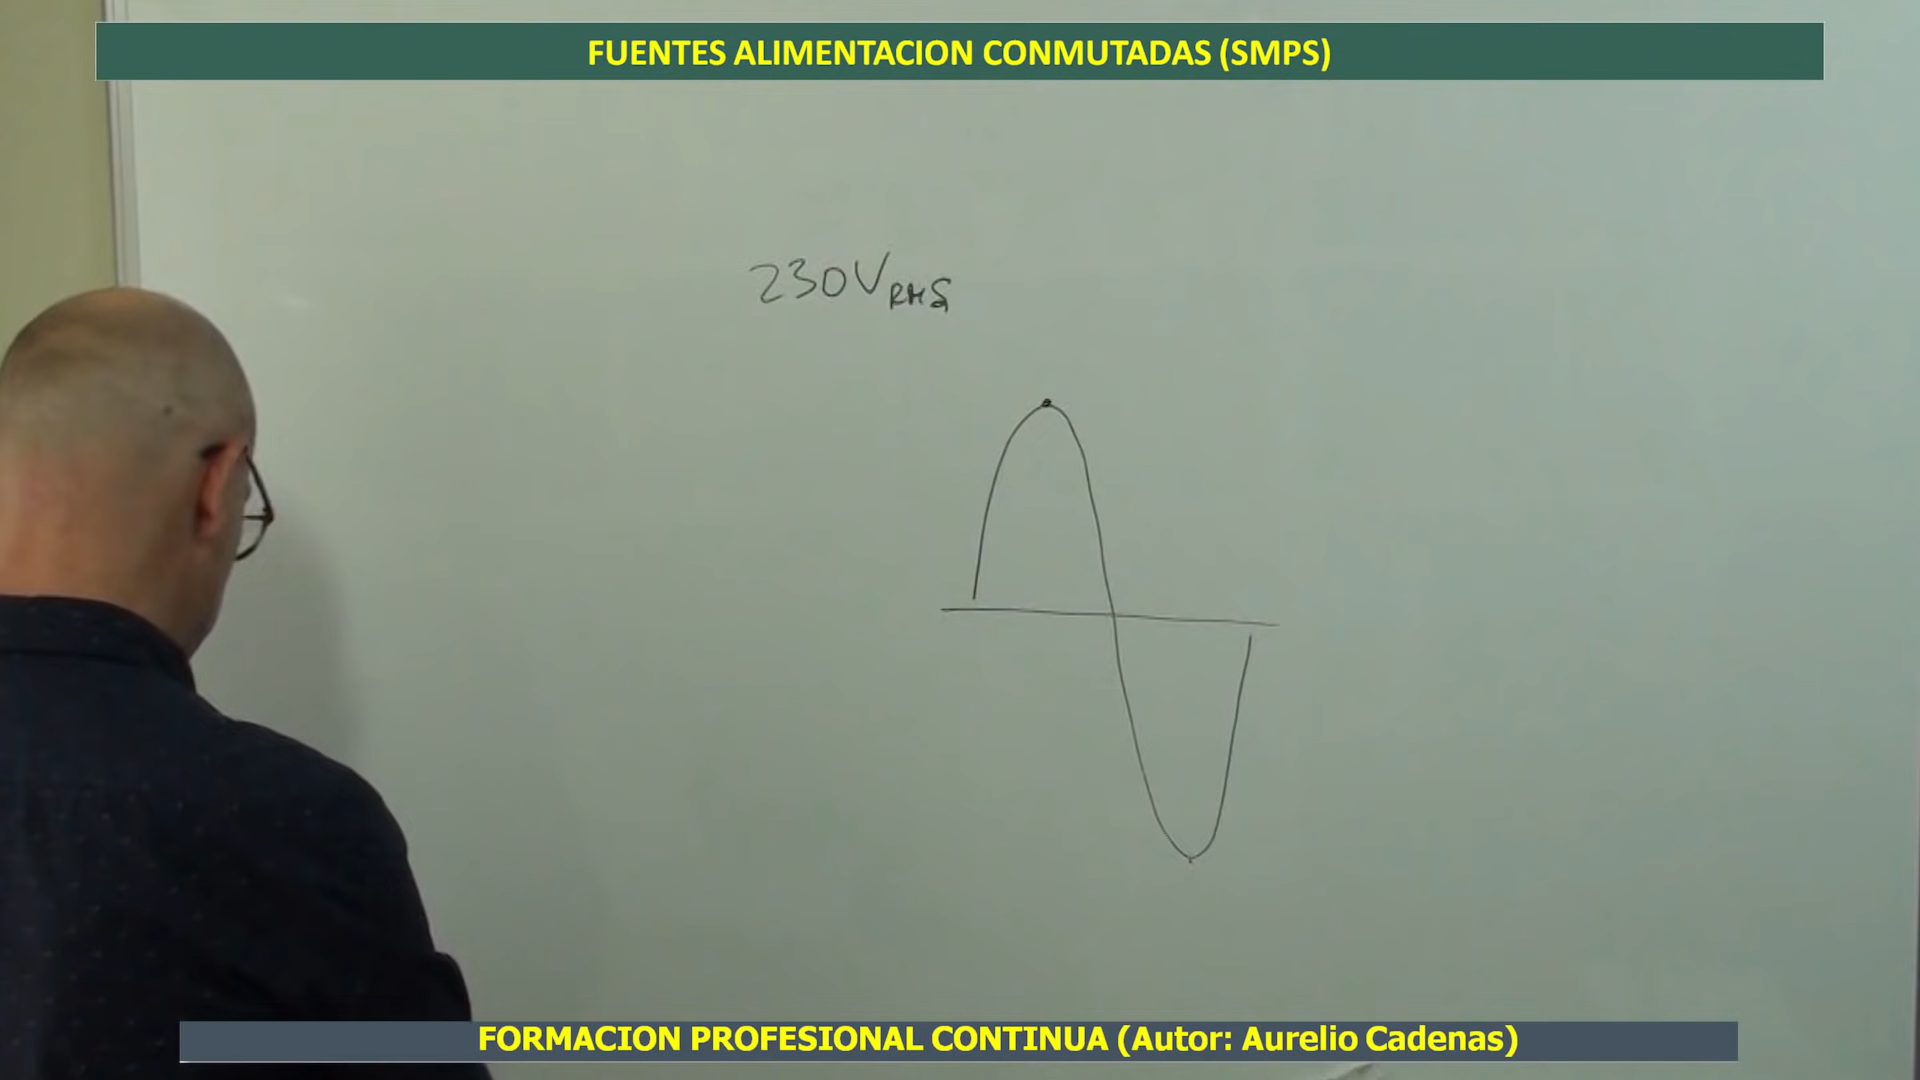 FUENTES ALIMENTACION CONMUTADAS (SMPS)
230V RMS
FORMACION PROFESIONAL CONTINUA (Autor: Aurelio Cadenas)